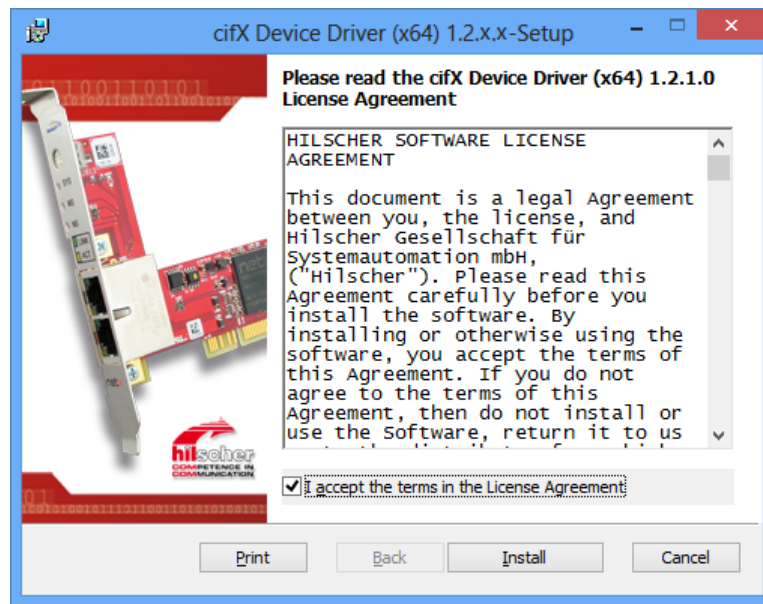 cifX Device Driver (x64) 1.2.x.x-Setup
Please read the cifX Device Driver (x64) 1.2.1.0
License Agreement
HILSCHER SOFTWARE LICENSE
AGREEMENT
This document is a legal Agreement
between you, the license, and
Hilscher Gesellschaft für
Systemautomation mbH,
("Hilscher"). Please read this
Agreement carefully before you
install the software. By
installing or otherwise using the
software, you accept the terms of
this Agreement. If you do not
agree to the terms of this
Agreement, then do not install or
use the Software, return it to us
hilscher
COMPETENCE IN
COMMUNICATION
I accept the terms in the License Agreement
Print
Back
Install
Cancel